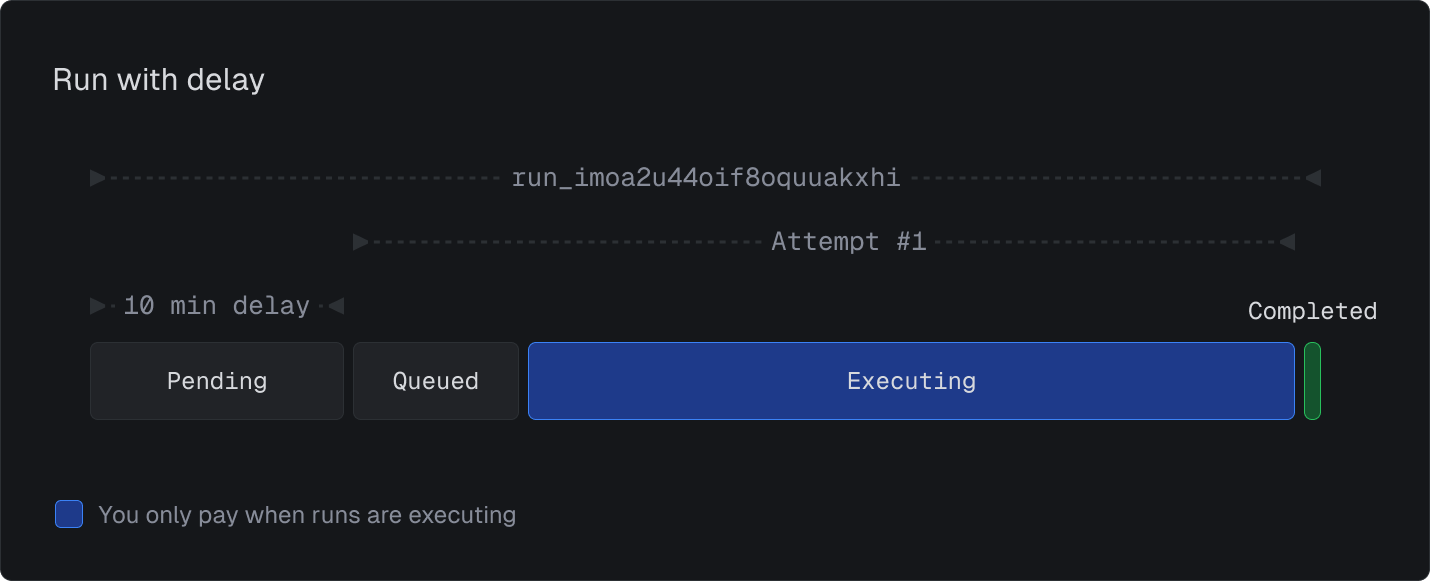 Run with delay
run_imoa2u44oif8oquuakxhi
Attempt #1
10 min delay
Completed
Pending
Queued
Executing
You only pay when runs are executing